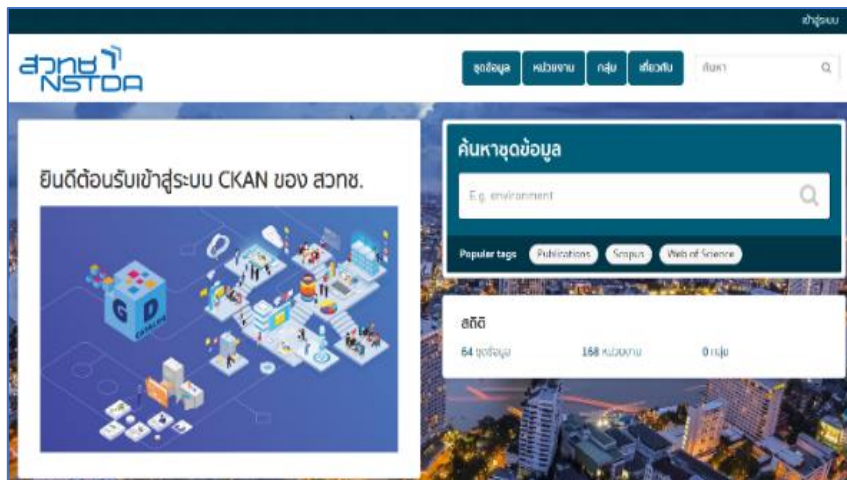 เข้าสู่ระบบ
สวทช
NSTDA
ชุดข้อมูล หน่วยงาน กลุ่ม เกี่ยวกับ ค้นหา
ยินดีต้อนรับเข้าสู่ระบบ CKAN ของ สวทช.
G D
CATALOG
ค้นหาชุดข้อมูล
E.g. environment
Popular tags Publications Scopus Web of Science
สถิติ
64 ชุดข้อมูล 168 หน่วยงาน 0 กลุ่ม